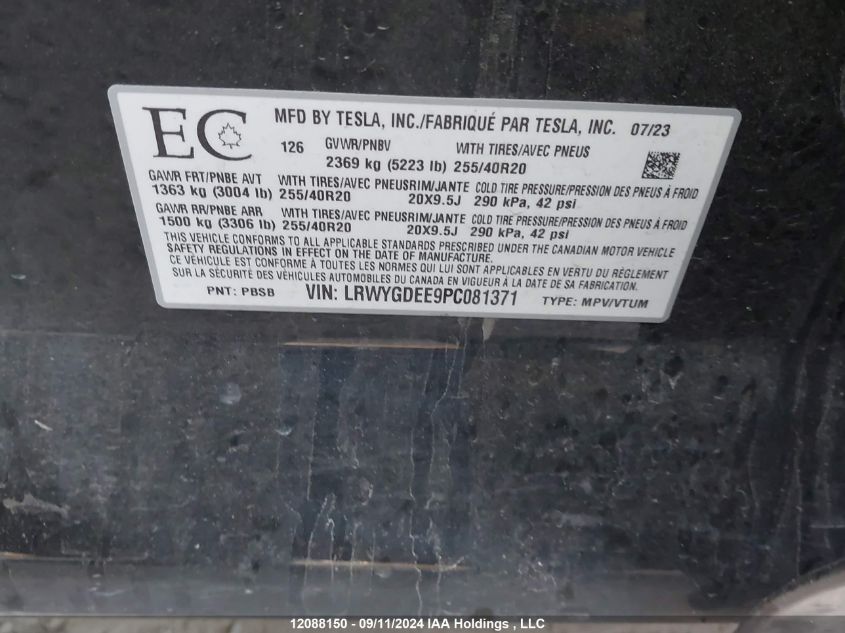 EC
MFD BY TESLA, INC./FABRIQUÉ PAR TESLA, INC. 07/23
126 GVWR/PNBV WITH TIRES/AVEC PNEUS
2369 kg (5223 lb) 255/40R20
GAWR FRT/PNBE AVT WITH TIRES/AVEC PNEUS RIM/JANTE COLD TIRE PRESSURE/PRESSION DES PNEUS À FROID
1363 kg (3004 lb) 255/40R20 20X9.5J 290 kPa, 42 psi
GAWR RR/PNBE ARR WITH TIRES/AVEC PNEUS RIM/JANTE COLD TIRE PRESSURE/PRESSION DES PNEUS À FROID
1500 kg (3306 lb) 255/40R20 20X9.5J 290 kPa, 42 psi
THIS VEHICLE CONFORMS TO ALL APPLICABLE STANDARDS PRESCRIBED UNDER THE CANADIAN MOTOR VEHICLE
SAFETY REGULATIONS IN EFFECT ON THE DATE OF MANUFACTURE.
CE VÉHICULE EST CONFORME À TOUTES LES NORMES QUI LUI SONT APPLICABLES EN VERTU DU RÈGLEMENT
SUR LA SÉCURITÉ DES VÉHICULES AUTOMOBILES DU CANADA EN VIGUEUR À LA DATE DE SA FABRICATION.
PNT: PBSB VIN: LRWYGDEE9PC081371 TYPE: MPV/VTUM
12088150 - 09/11/2024 IAA Holdings , LLC